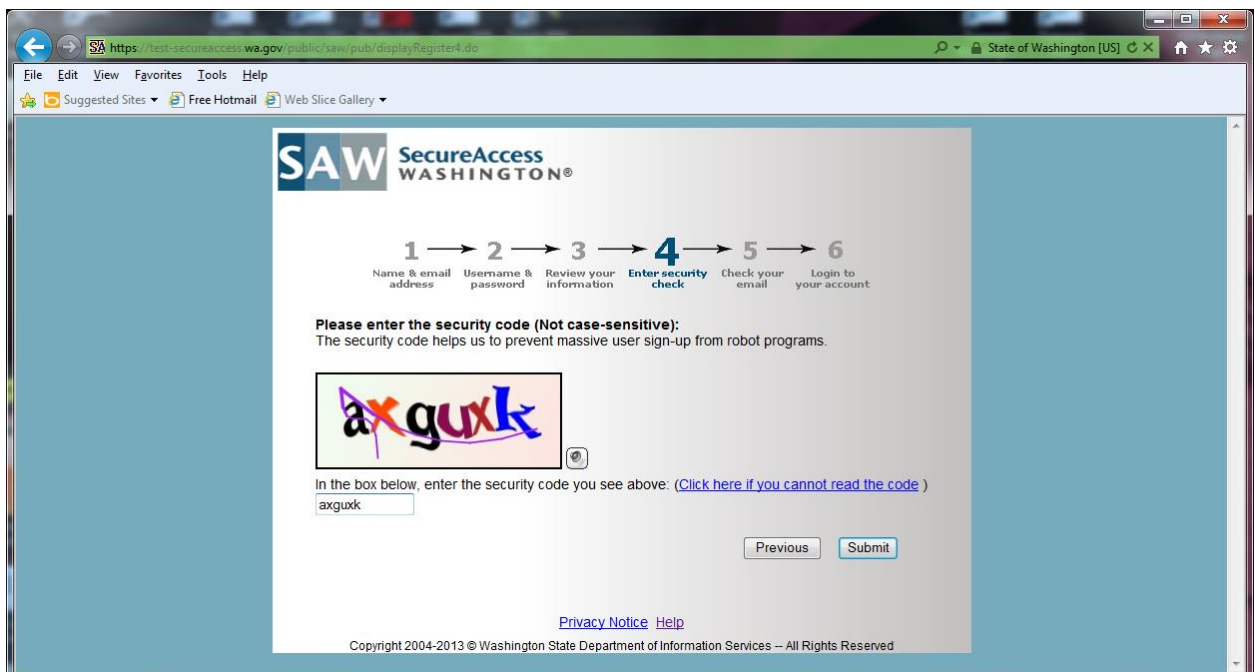 https://test-secureaccess.wa.gov/public/saw/pub/displayRegister4.do State of Washington [US]
File Edit View Favorites Tools Help
Suggested Sites Free Hotmail Web Slice Gallery
SAW SecureAccess
WASHINGTON®
1 2 3 4 5 6
Name & email Username & Review your Enter security Check your Login to
address password information check email your account
Please enter the security code (Not case-sensitive):
The security code helps us to prevent massive user sign-up from robot programs.
axguxk
In the box below, enter the security code you see above: (Click here if you cannot read the code )
axguxk
Previous Submit
Privacy Notice Help
Copyright 2004-2013 © Washington State Department of Information Services -- All Rights Reserved